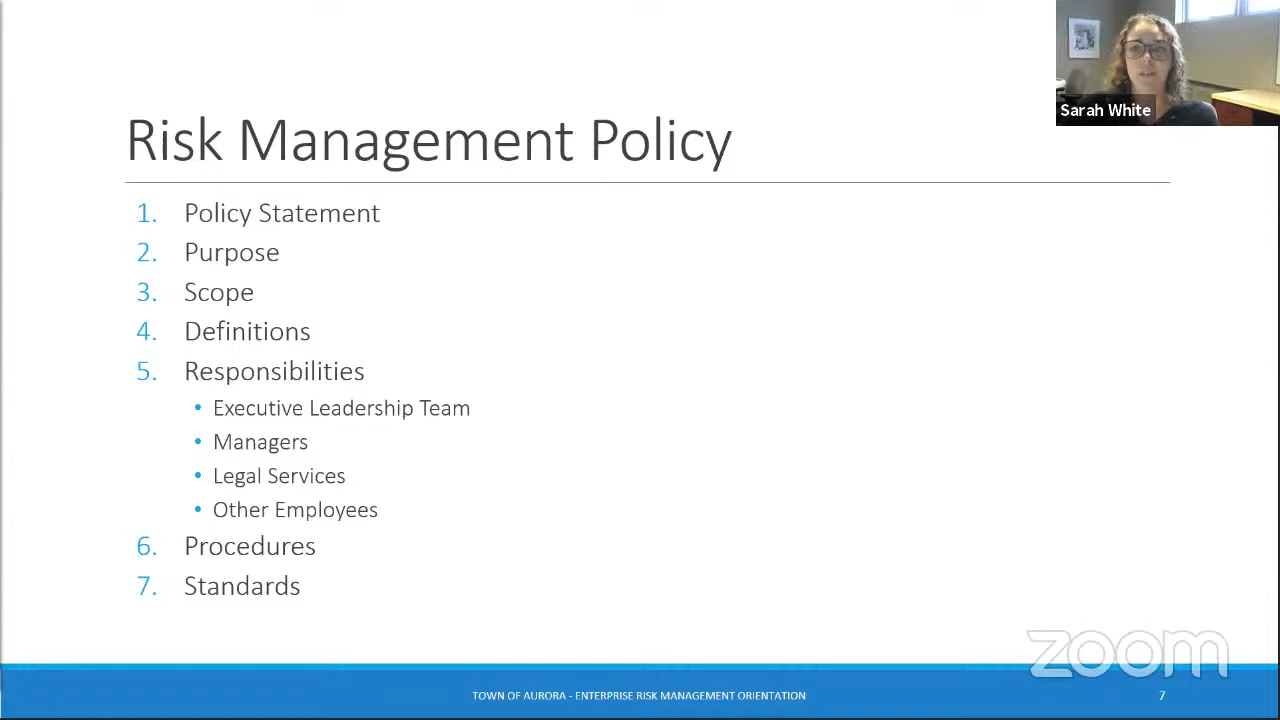 Sarah White
Risk Management Policy
1. Policy Statement
2. Purpose
3. Scope
4. Definitions
5. Responsibilities
• Executive Leadership Team
• Managers
• Legal Services
• Other Employees
6. Procedures
7. Standards
zoom
TOWN OF AURORA - ENTERPRISE RISK MANAGEMENT ORIENTATION
7